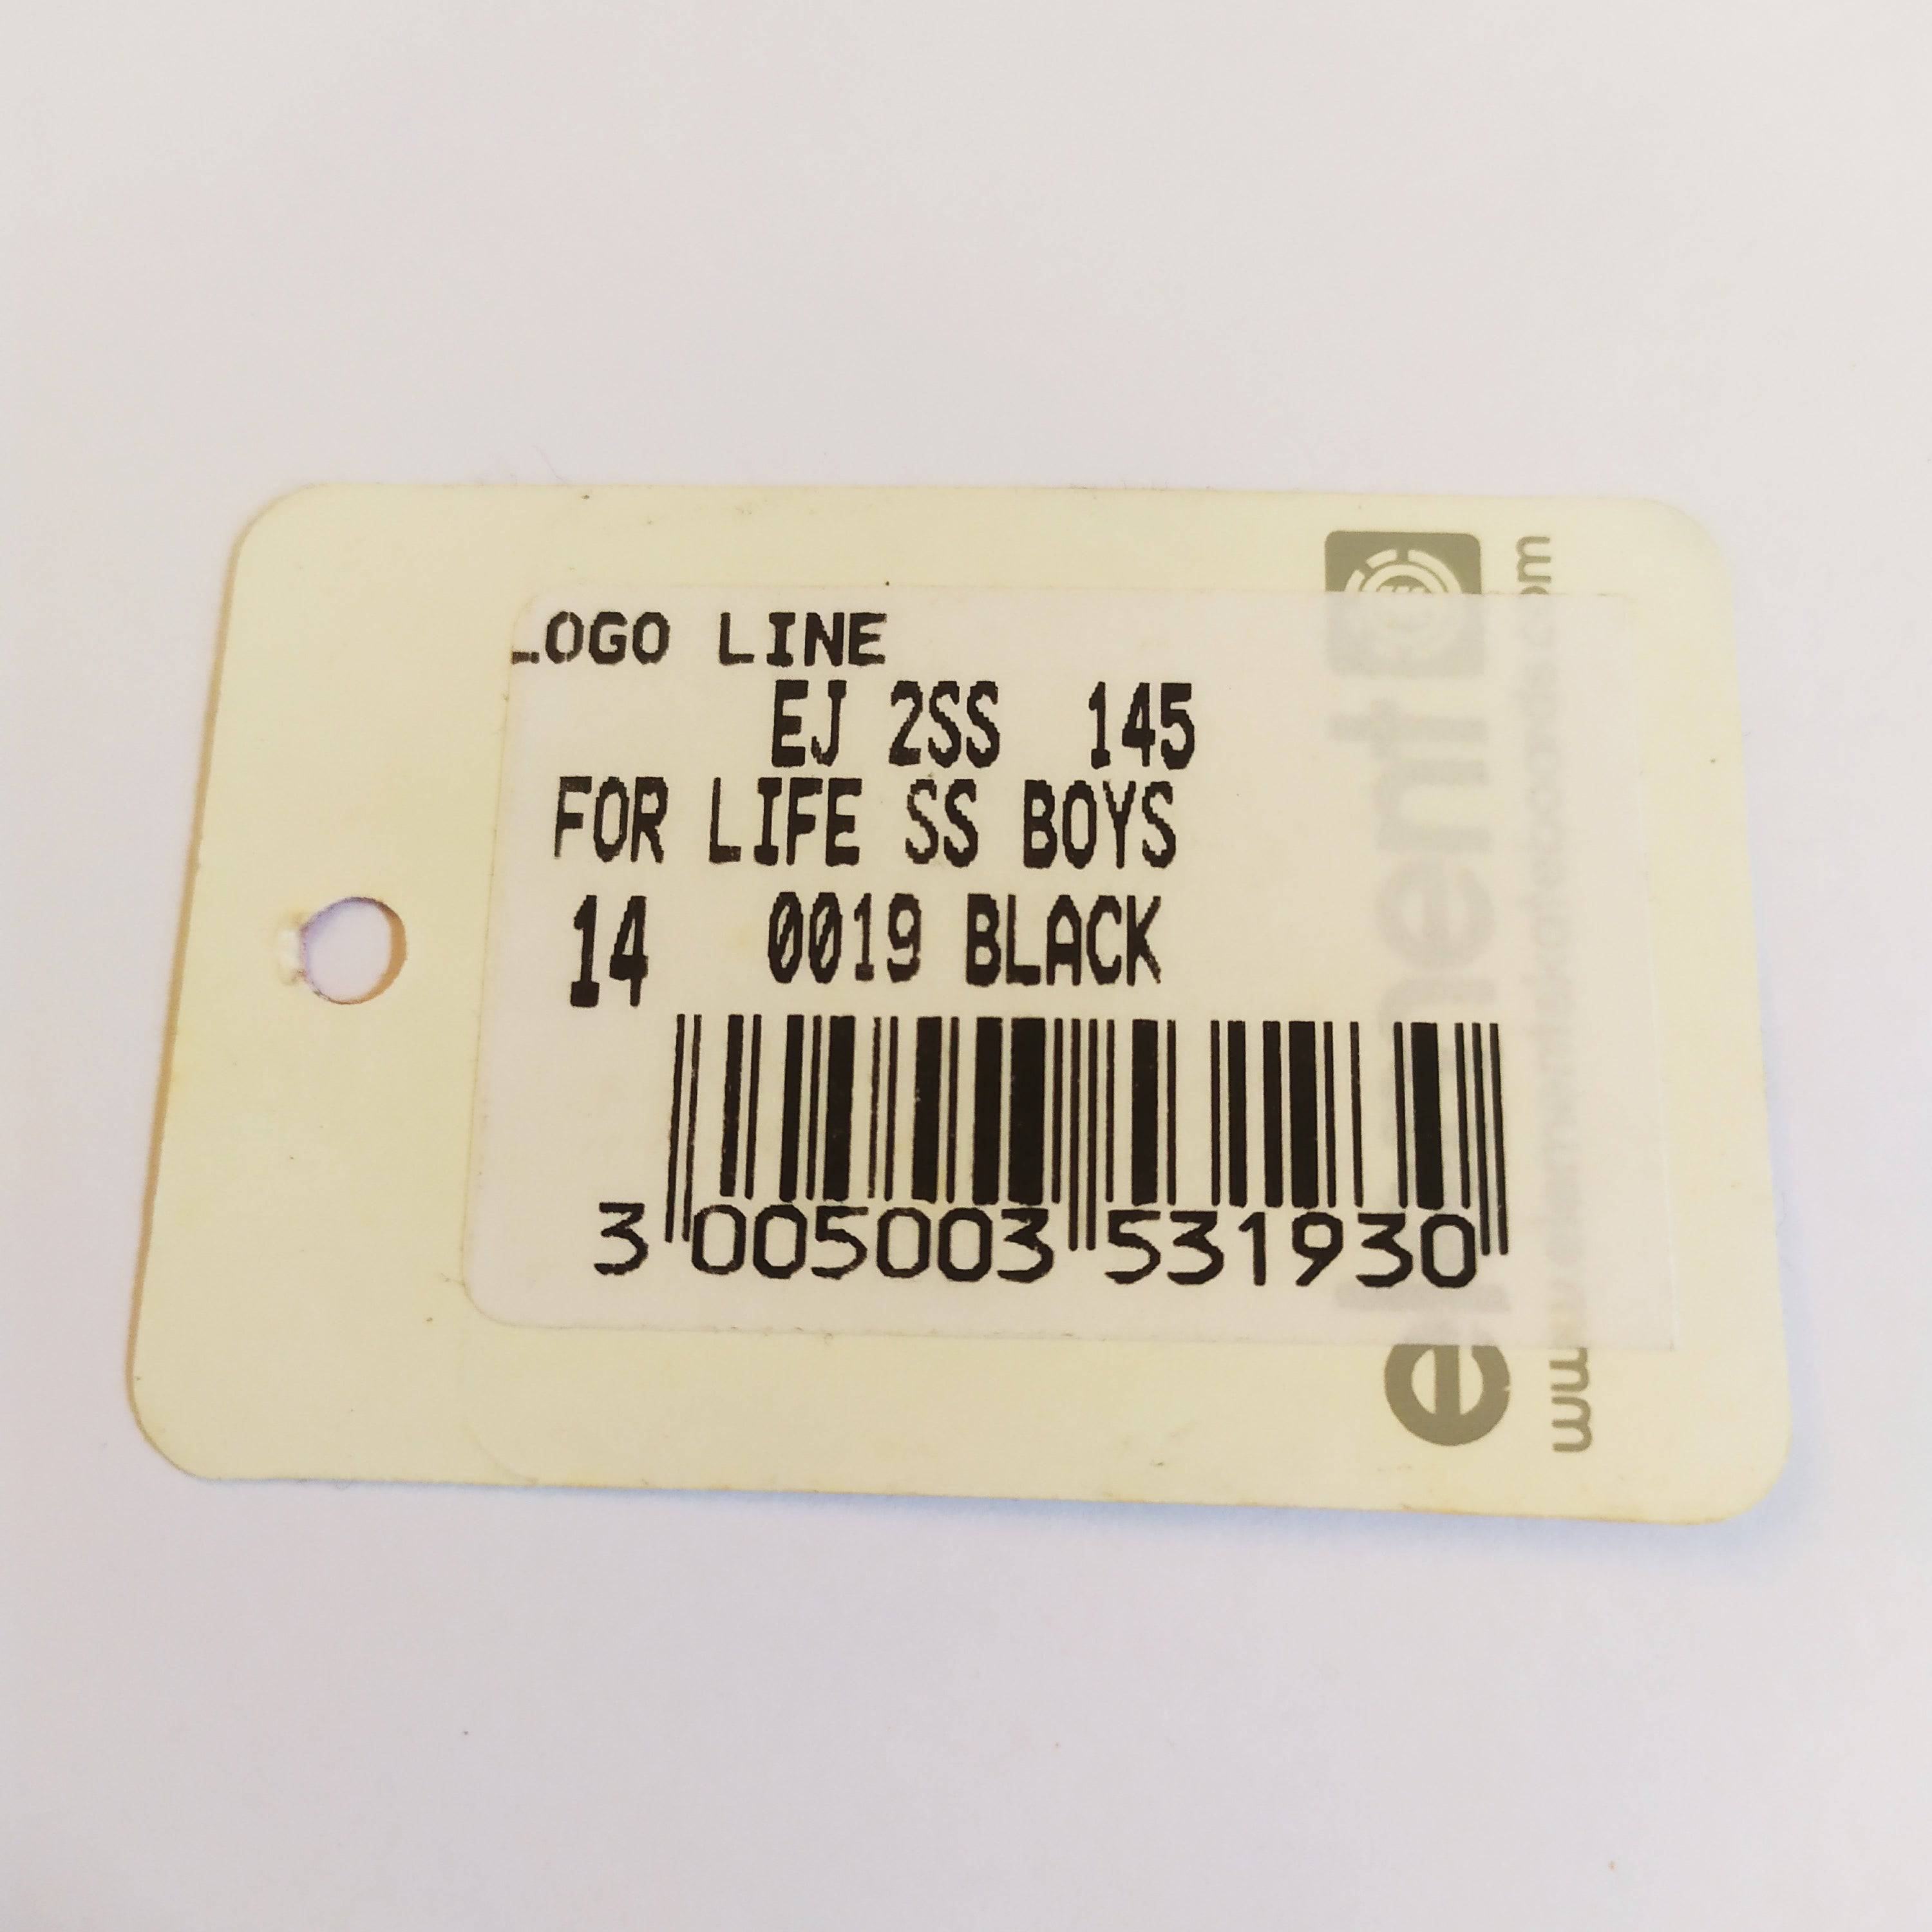 LOGO LINE
EJ 2SS 145
FOR LIFE SS BOYS
14 0019 BLACK
3 005003 531930
element
www.elementskateboards.com